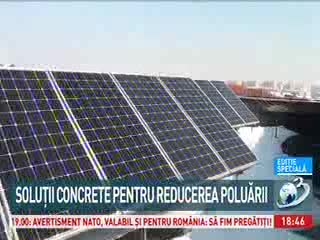 EDIȚIE
SPECIALĂ
SOLUȚII CONCRETE PENTRU REDUCEREA POLUĂRII
19.00: AVERTISMENT NATO, VALABIL ȘI PENTRU ROMÂNIA: SĂ FIM PREGĂTIȚI!
18:46